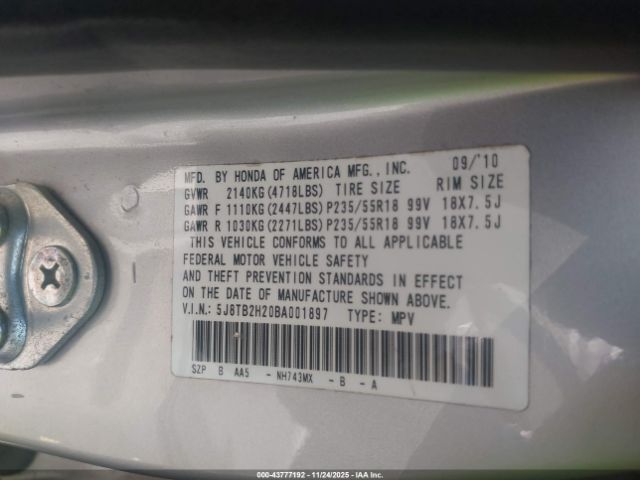 MFD. BY HONDA OF AMERICA MFG., INC. 09/'10
GVWR 2140KG(4718LBS) TIRE SIZE RIM SIZE
GAWR F 1110KG(2447LBS)P235/55R18 99V 18X7.5J
GAWR R 1030KG(2271LBS)P235/55R18 99V 18X7.5J
THIS VEHICLE CONFORMS TO ALL APPLICABLE
FEDERAL MOTOR VEHICLE SAFETY
AND THEFT PREVENTION STANDARDS IN EFFECT
ON THE DATE OF MANUFACTURE SHOWN ABOVE.
V.I.N.: 5J8TB2H20BA001897 TYPE: MPV
SZP B AA5 - NH743MX - B - A
000-43777192 - 11/24/2025 - IAA Inc.